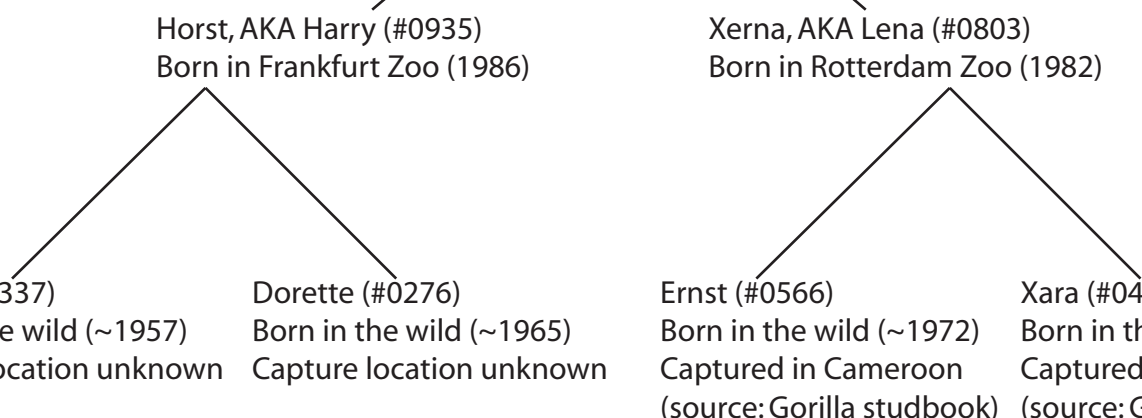 Horst, AKA Harry (#0935)
Born in Frankfurt Zoo (1986)
Xerna, AKA Lena (#0803)
Born in Rotterdam Zoo (1982)
337)
e wild (~1957)
ocation unknown
Dorette (#0276)
Born in the wild (~1965)
Capture location unknown
Ernst (#0566)
Born in the wild (~1972)
Captured in Cameroon
(source: Gorilla studbook)
Xara (#04
Born in th
Captured
(source: G